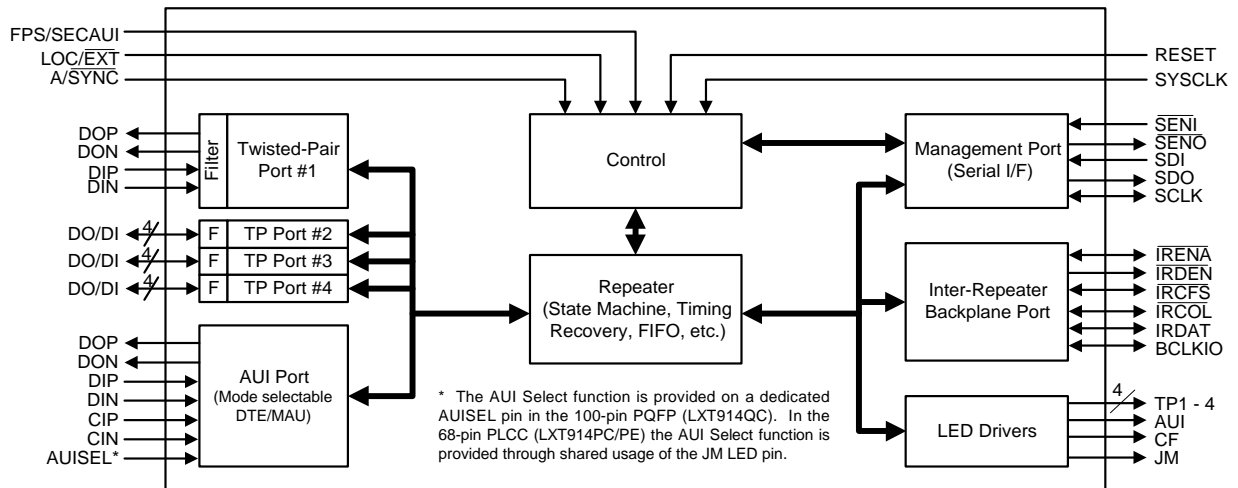 FPS/SECAUI
LOC/EXT
A/SYNC
RESET
SYSCLK
DOP
DON
DIP
DIN
Filter
Twisted-Pair
Port #1
Control
Management Port
(Serial I/F)
SENI
SENO
SDI
SDO
SCLK
DO/DI
4
F
TP Port #2
DO/DI
4
F
TP Port #3
DO/DI
4
F
TP Port #4
Repeater
(State Machine, Timing
Recovery, FIFO, etc.)
Inter-Repeater
Backplane Port
IRENA
IRDEN
IRCFS
IRCOL
IRDAT
BCLKIO
DOP
DON
DIP
DIN
CIP
CIN
AUISEL*
AUI Port
(Mode selectable
DTE/MAU)
* The AUI Select function is provided on a dedicated
AUISEL pin in the 100-pin PQFP (LXT914QC). In the
68-pin PLCC (LXT914PC/PE) the AUI Select function is
provided through shared usage of the JM LED pin.
LED Drivers
4
TP1 - 4
AUI
CF
JM